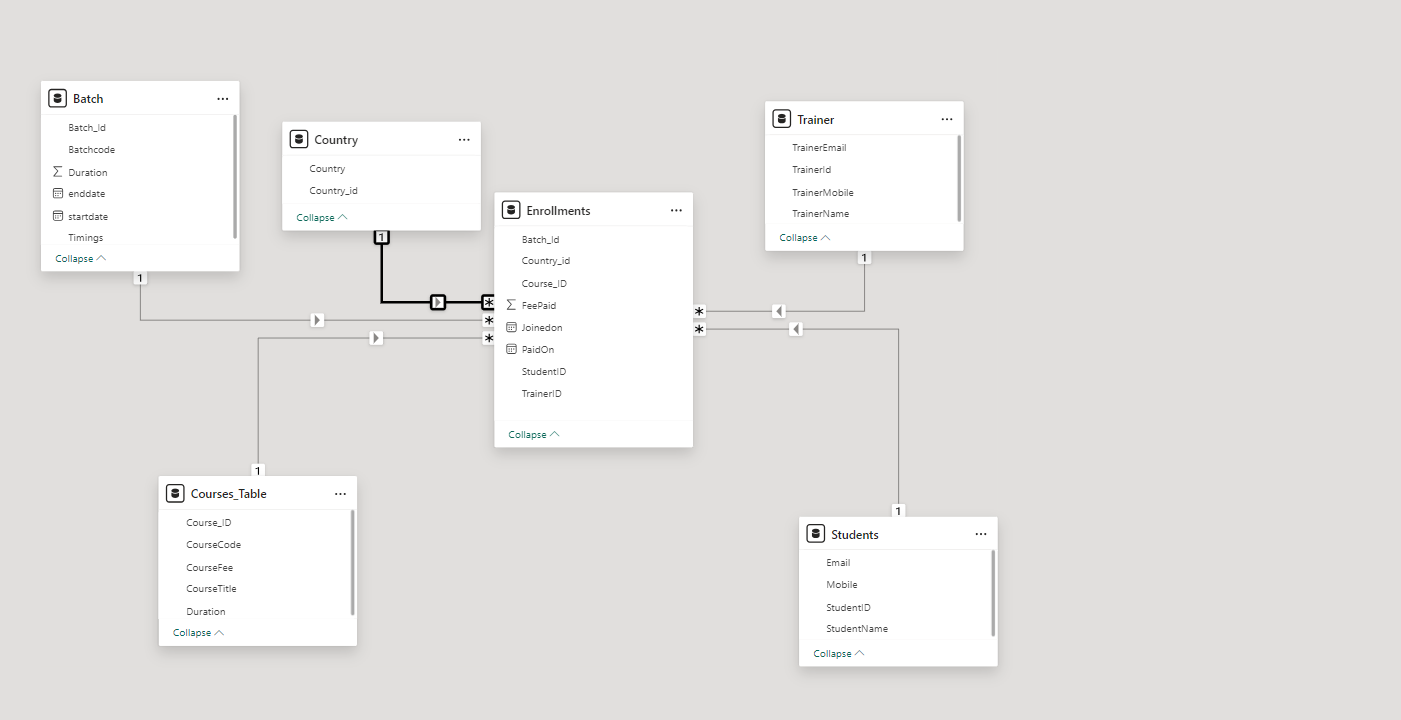 Batch
Batch_Id
Batchcode
Duration
enddate
startdate
Timings
Collapse
1
Country
Country
Country_id
Collapse
1
Enrollments
Batch_Id
Country_id
Course_ID
FeePaid
Joinedon
PaidOn
StudentID
TrainerID
Collapse
*
*
*
*
*
Trainer
TrainerEmail
TrainerId
TrainerMobile
TrainerName
Collapse
1
1
Courses_Table
Course_ID
CourseCode
CourseFee
CourseTitle
Duration
Collapse
1
Students
Email
Mobile
StudentID
StudentName
Collapse